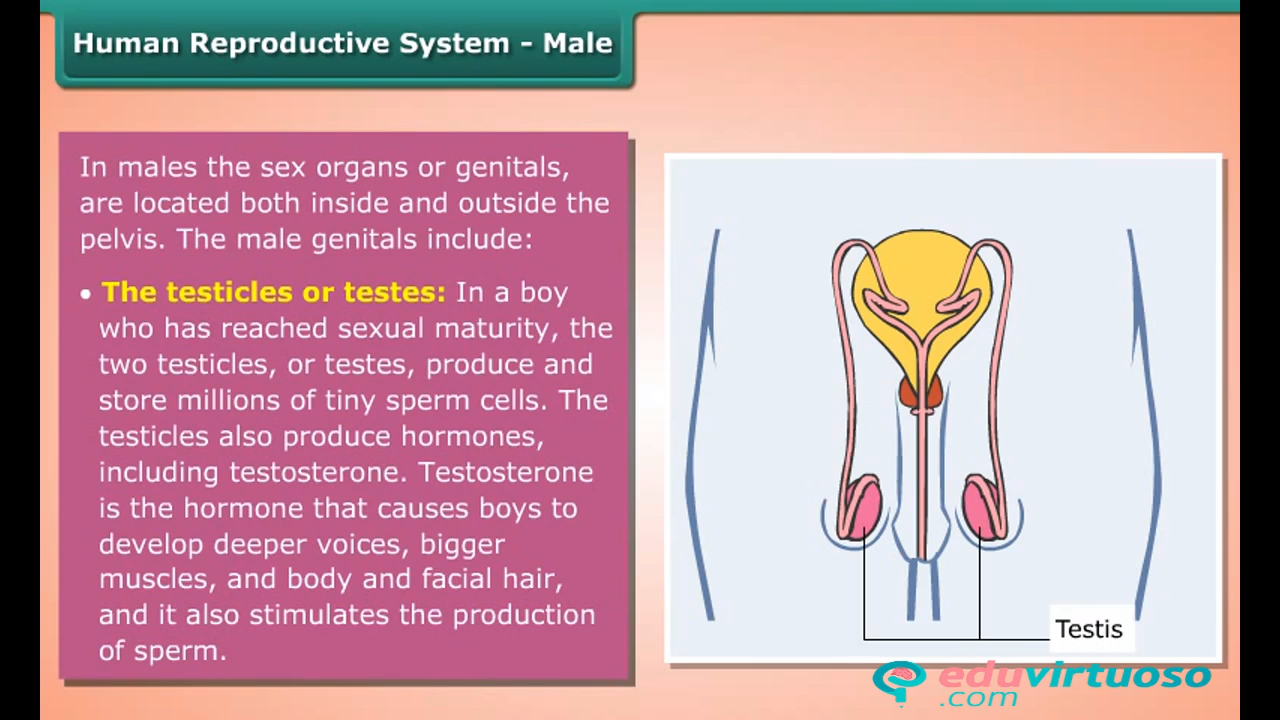 Human Reproductive System - Male
In males the sex organs or genitals,
are located both inside and outside the
pelvis. The male genitals include:
• The testicles or testes: In a boy
who has reached sexual maturity, the
two testicles, or testes, produce and
store millions of tiny sperm cells. The
testicles also produce hormones,
including testosterone. Testosterone
is the hormone that causes boys to
develop deeper voices, bigger
muscles, and body and facial hair,
and it also stimulates the production
of sperm.
Testis
eduvirtuoso
.com